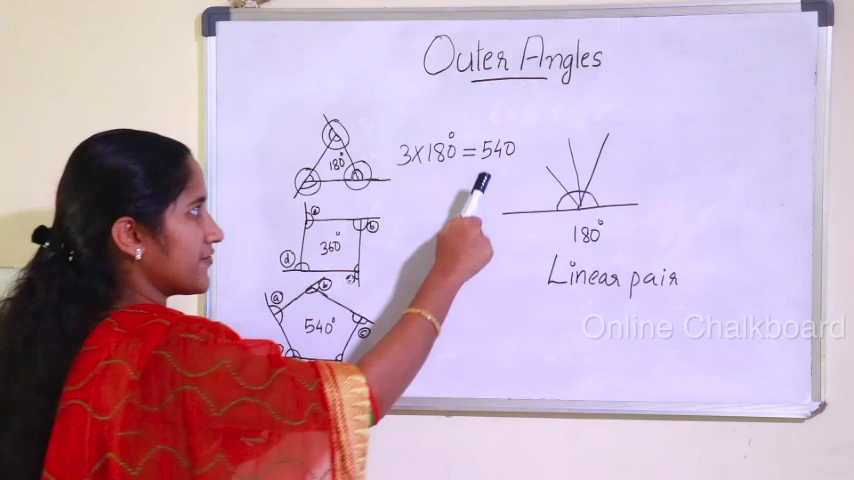 Outer Angles
180°
3×180°=540
a
b
360°
d
c
180°
Linear pair
a
b
540°
c
Online Chalkboard